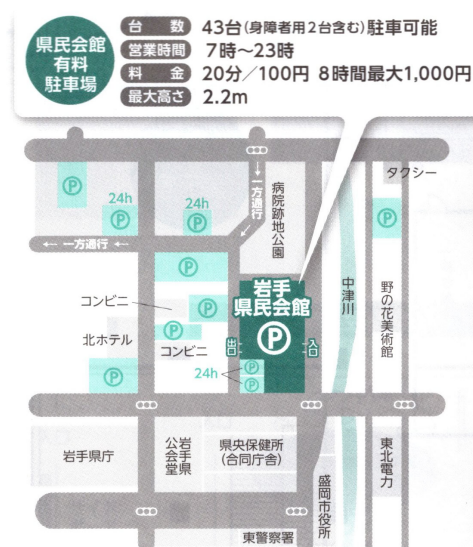 県民会館
有料
駐車場
台　数　43台(身障者用2台含む)駐車可能
営業時間　7時～23時
料　金　20分／100円 8時間最大1,000円
最大高さ　2.2m
タクシー
P
24h
P
24h
P
↓一方通行↓
病院跡地公園
P
← 一方通行 ←
P
コンビニ
P
岩手
県民会館
P
中津川
野の花美術館
北ホテル
コンビニ
出口
入口
24h
P
P
P
岩手県庁
岩手県
公会堂
県央保健所
(合同庁舎)
盛岡市役所
東北電力
東警察署